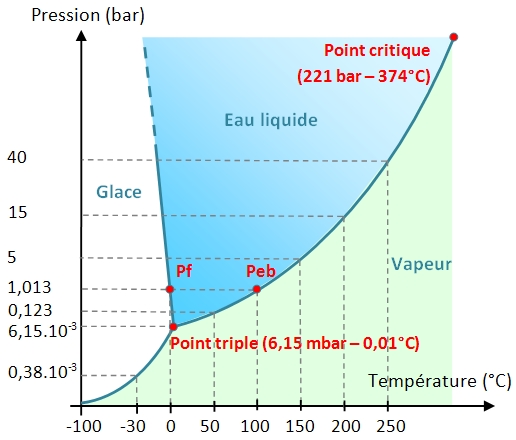 Pression (bar)
Point critique
(221 bar – 374°C)
Eau liquide
40
Glace
15
Vapeur
5
Pf
Peb
1,013
0,123
6,15.10⁻³
Point triple (6,15 mbar – 0,01°C)
0,38.10⁻³
Température (°C)
-100 -30 0 50 100 150 200 250